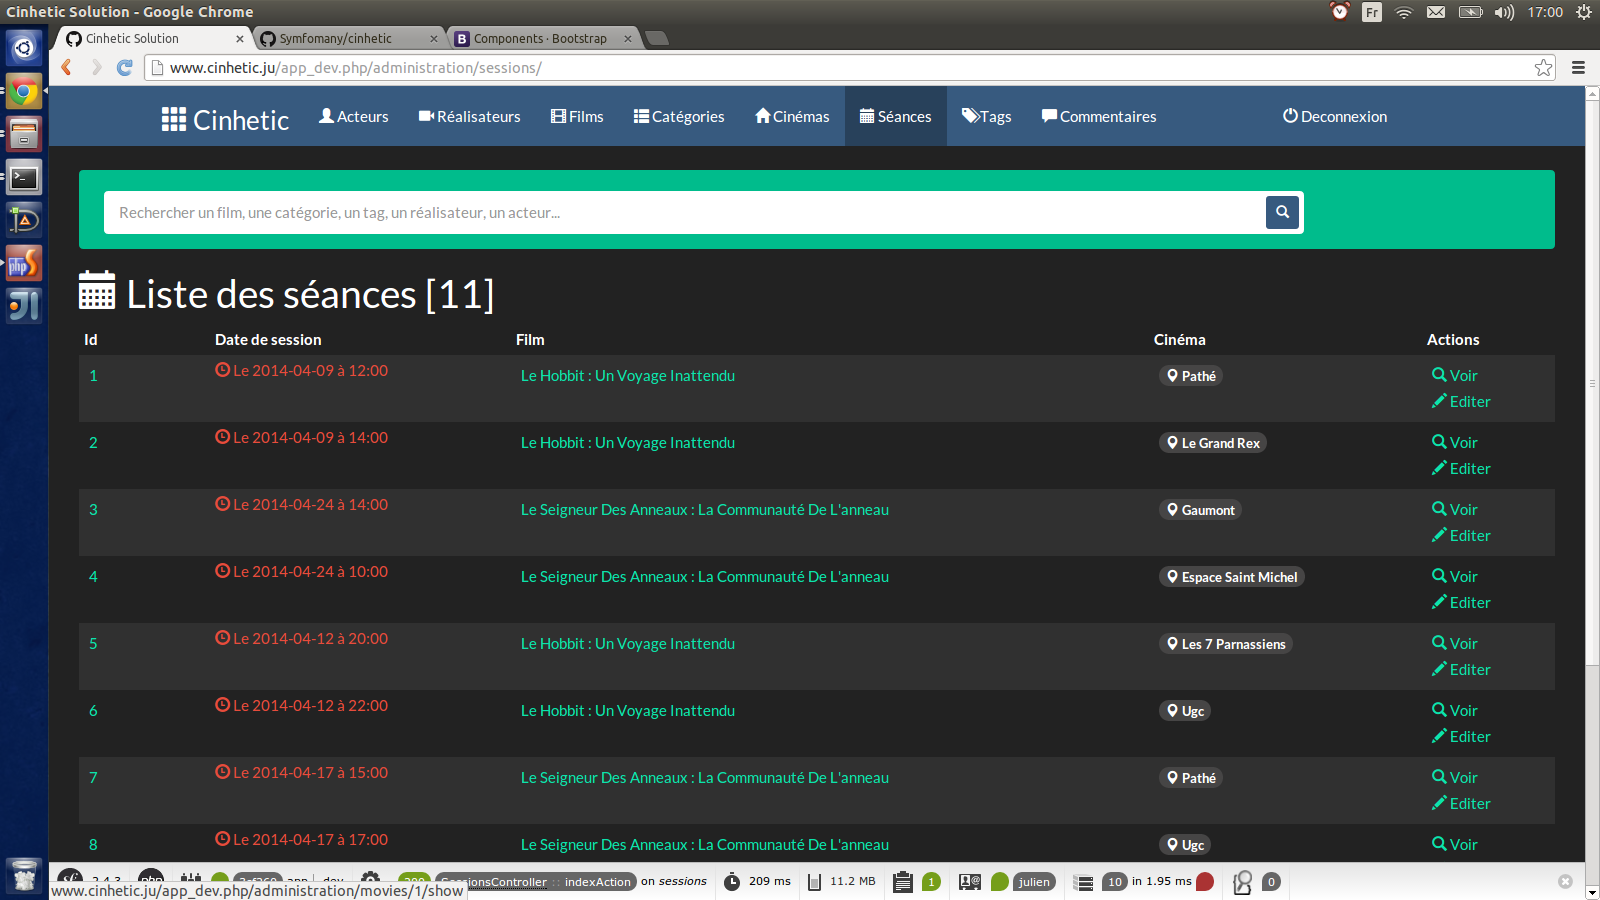 Cinhetic Solution - Google Chrome
Fr
17:00
Cinhetic Solution
Symfomany/cinhetic
Components · Bootstrap
www.cinhetic.ju/app_dev.php/administration/sessions/
Cinhetic
Acteurs
Réalisateurs
Films
Catégories
Cinémas
Séances
Tags
Commentaires
Deconnexion
Rechercher un film, une catégorie, un tag, un réalisateur, un acteur...
Liste des séances [11]
Id Date de session Film Cinéma Actions
1 Le 2014-04-09 à 12:00 Le Hobbit : Un Voyage Inattendu Pathé Voir
Editer
2 Le 2014-04-09 à 14:00 Le Hobbit : Un Voyage Inattendu Le Grand Rex Voir
Editer
3 Le 2014-04-24 à 14:00 Le Seigneur Des Anneaux : La Communauté De L'anneau Gaumont Voir
Editer
4 Le 2014-04-24 à 10:00 Le Seigneur Des Anneaux : La Communauté De L'anneau Espace Saint Michel Voir
Editer
5 Le 2014-04-12 à 20:00 Le Hobbit : Un Voyage Inattendu Les 7 Parnassiens Voir
Editer
6 Le 2014-04-12 à 22:00 Le Hobbit : Un Voyage Inattendu Ugc Voir
Editer
7 Le 2014-04-17 à 15:00 Le Seigneur Des Anneaux : La Communauté De L'anneau Pathé Voir
Editer
8 Le 2014-04-17 à 17:00 Le Seigneur Des Anneaux : La Communauté De L'anneau Ugc Voir
SessionsController :: indexAction on sessions 209 ms 11.2 MB 1 julien 10 in 1.95 ms 0
www.cinhetic.ju/app_dev.php/administration/movies/1/show